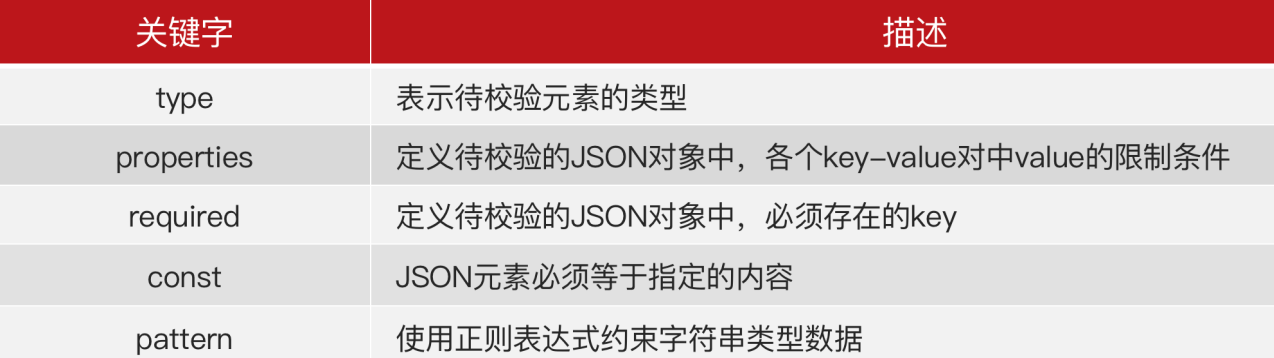 关键字 描述
type 表示待校验元素的类型
properties 定义待校验的JSON对象中，各个key-value对中value的限制条件
required 定义待校验的JSON对象中，必须存在的key
const JSON元素必须等于指定的内容
pattern 使用正则表达式约束字符串类型数据